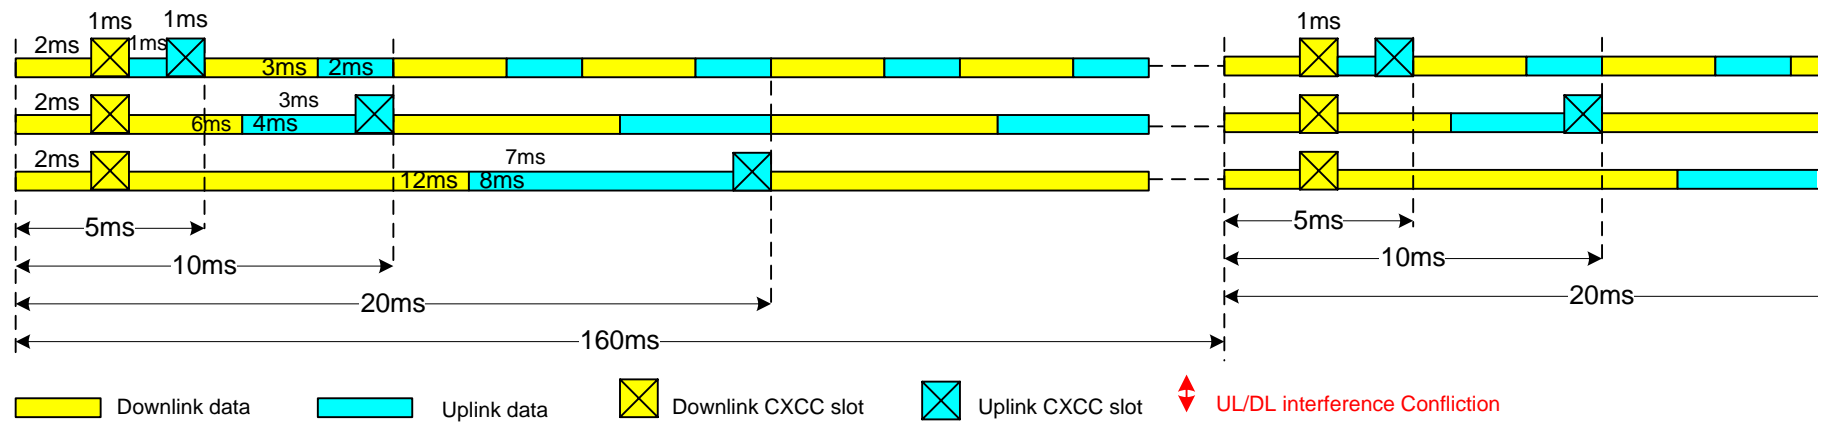 1ms 1ms 1ms
2ms 1ms
3ms 2ms
2ms 3ms
6ms 4ms
2ms 7ms
12ms 8ms
5ms 5ms
10ms 10ms
20ms 20ms
160ms
Downlink data Uplink data Downlink CXCC slot Uplink CXCC slot UL/DL interference Confliction